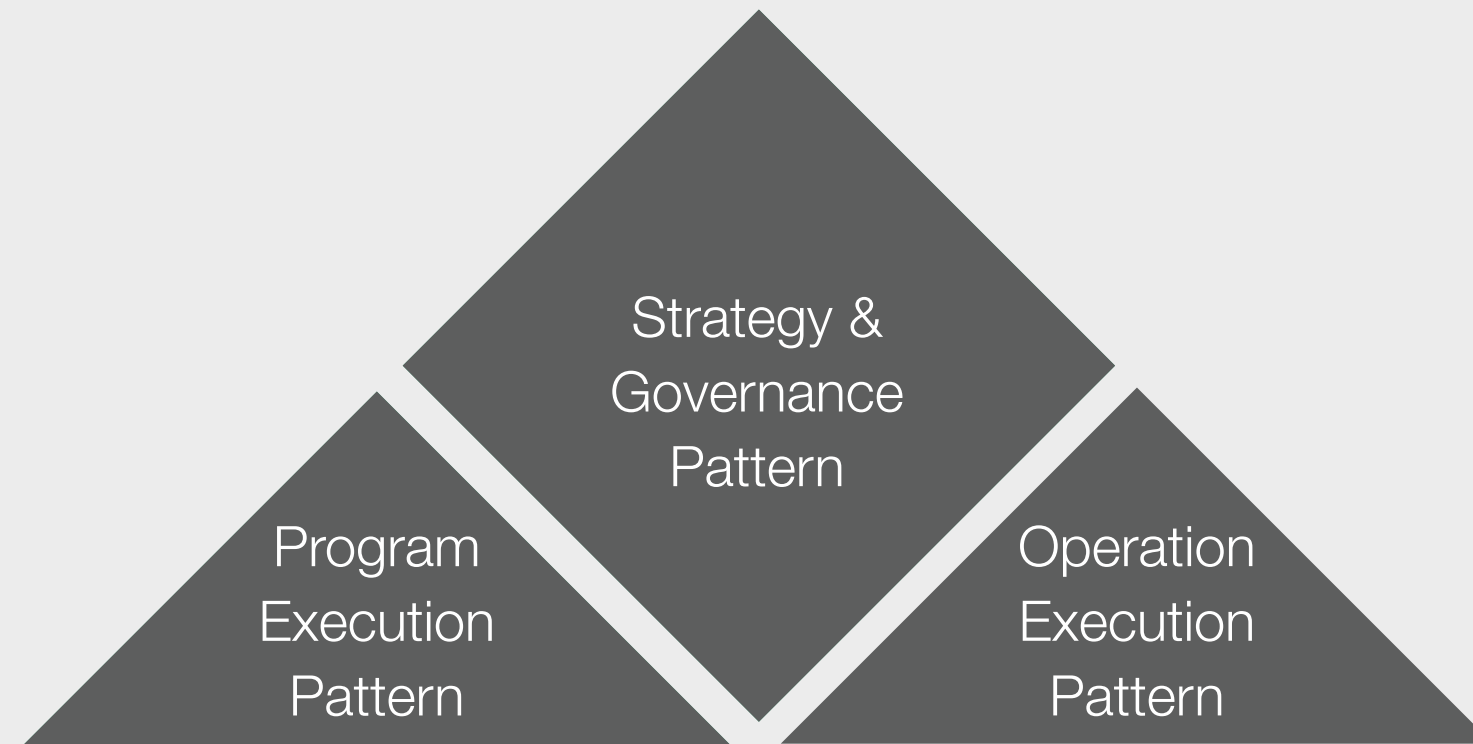 Strategy &
Governance
Pattern
Program
Execution
Pattern
Operation
Execution
Pattern